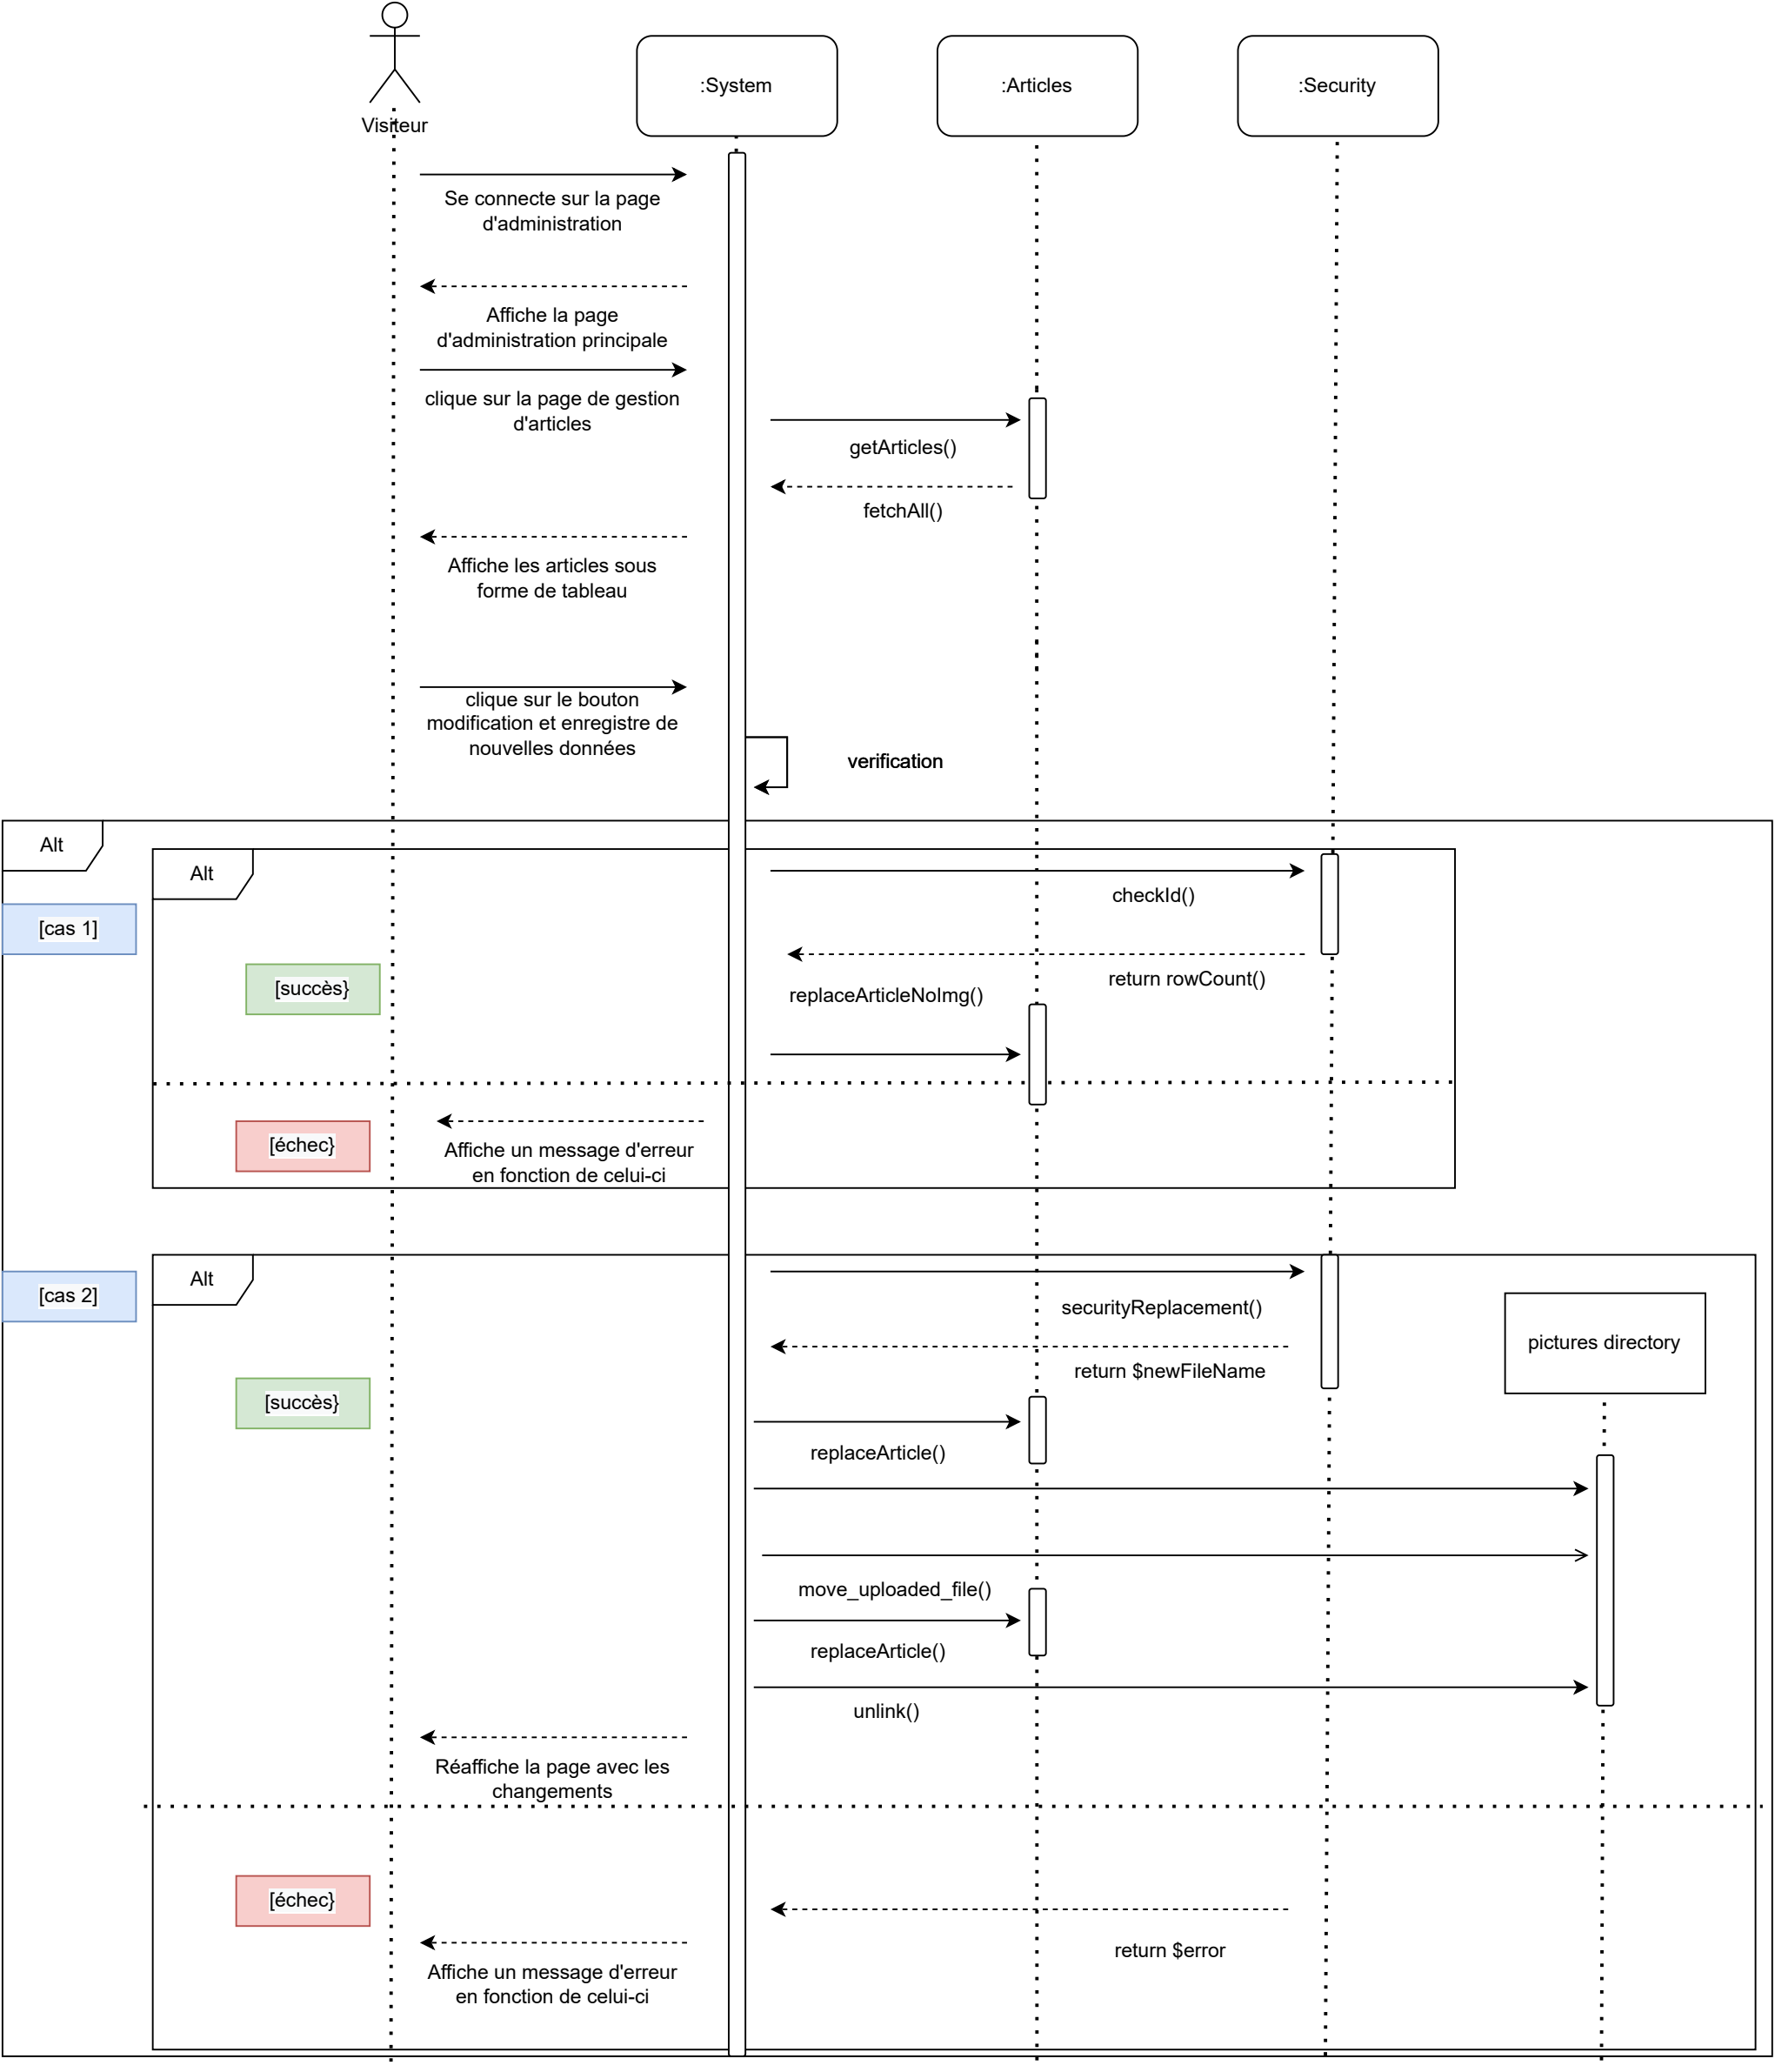 Visiteur
:System
:Articles
:Security
Se connecte sur la page
d'administration
Affiche la page
d'administration principale
clique sur la page de gestion
d'articles
getArticles()
fetchAll()
Affiche les articles sous
forme de tableau
clique sur le bouton
modification et enregistre de
nouvelles données
verification
Alt
Alt
checkId()
[cas 1]
return rowCount()
[succès}
replaceArticleNoImg()
[échec}
Affiche un message d'erreur
en fonction de celui-ci
Alt
[cas 2]
securityReplacement()
pictures directory
return $newFileName
[succès}
replaceArticle()
move_uploaded_file()
replaceArticle()
unlink()
Réaffiche la page avec les
changements
[échec}
return $error
Affiche un message d'erreur
en fonction de celui-ci